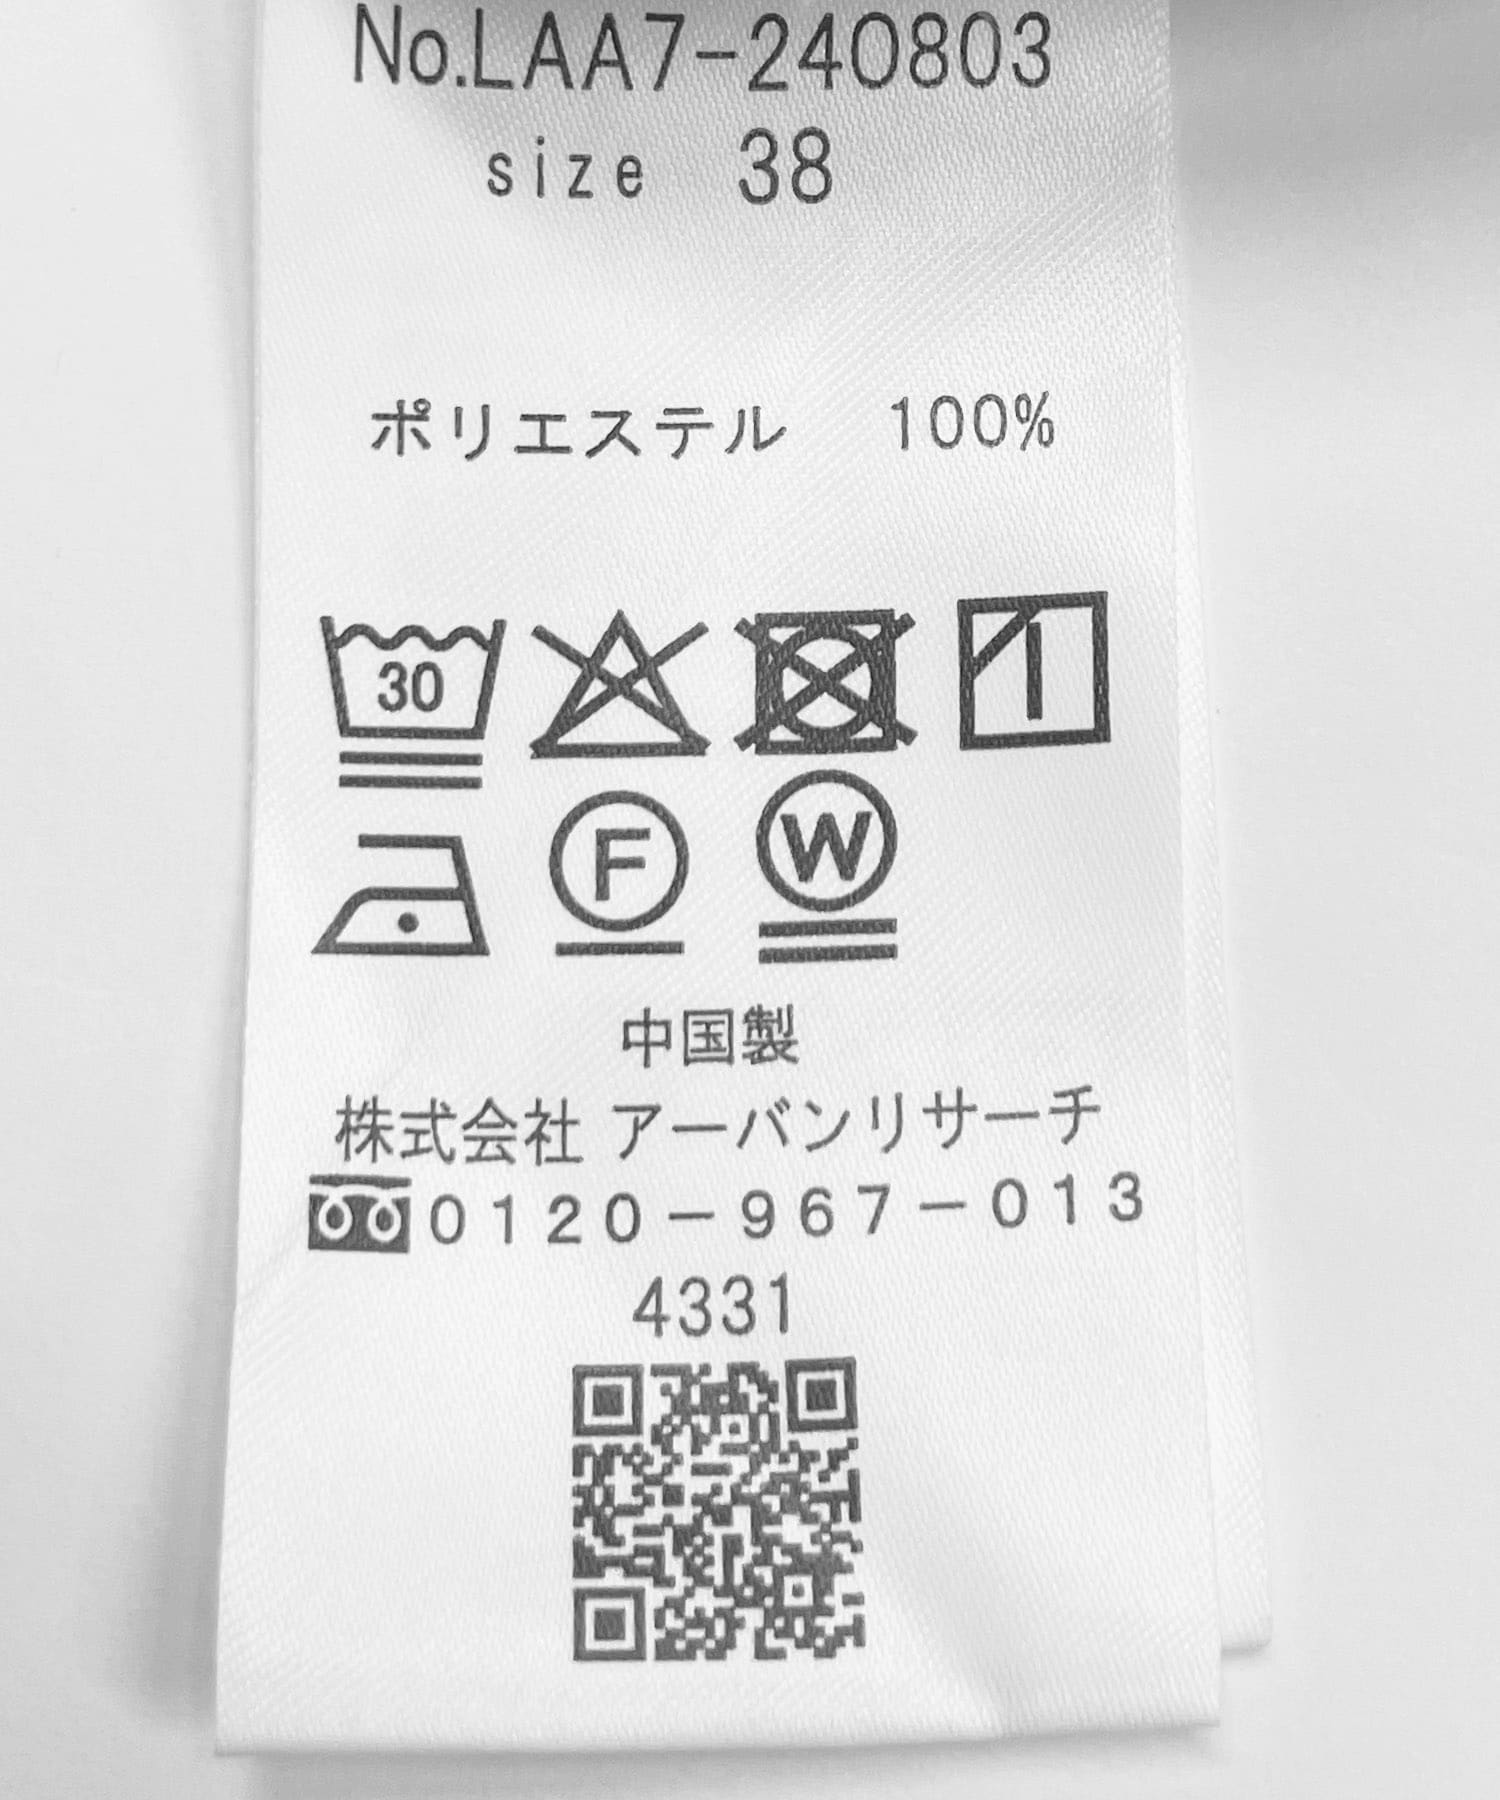 No.LAA7-240803
size 38
ポリエステル 100%
30
F W
中国製
株式会社 アーバンリサーチ
0120-967-013
4331